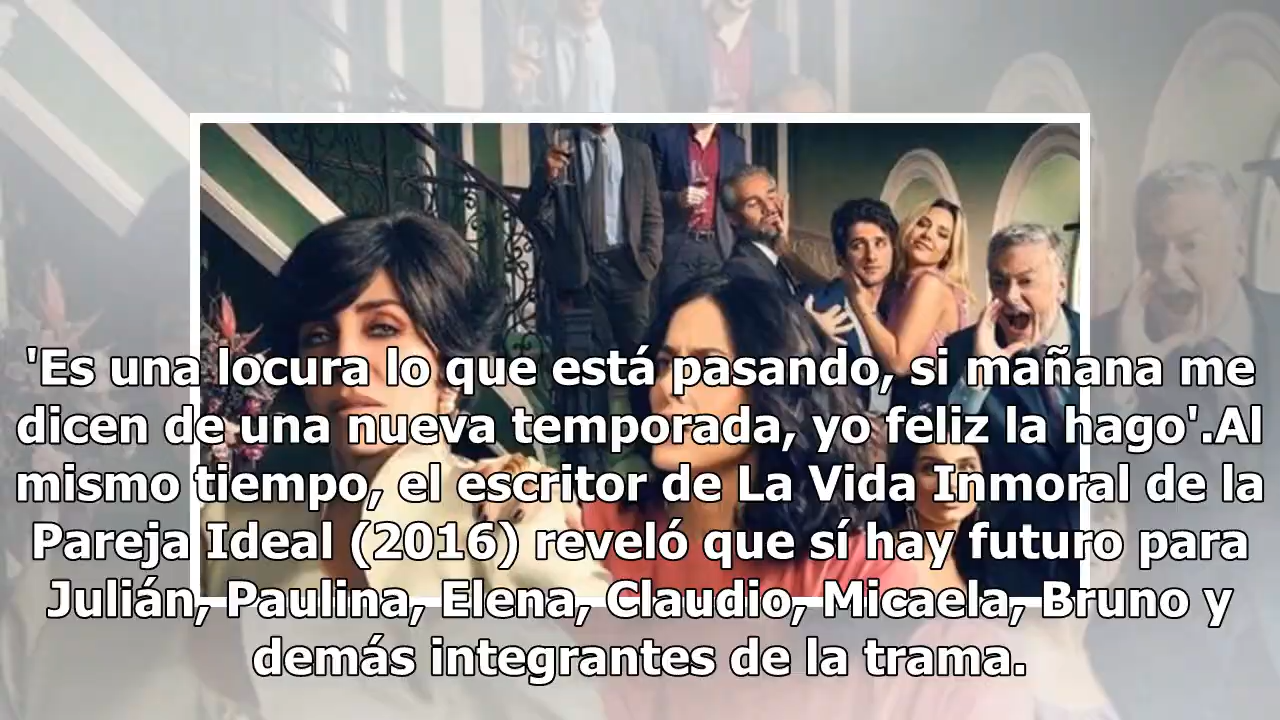 'Es una locura lo que está pasando, si mañana me
dicen de una nueva temporada, yo feliz la hago'.Al
mismo tiempo, el escritor de La Vida Inmoral de la
Pareja Ideal (2016) reveló que sí hay futuro para
Julián, Paulina, Elena, Claudio, Micaela, Bruno y
demás integrantes de la trama.